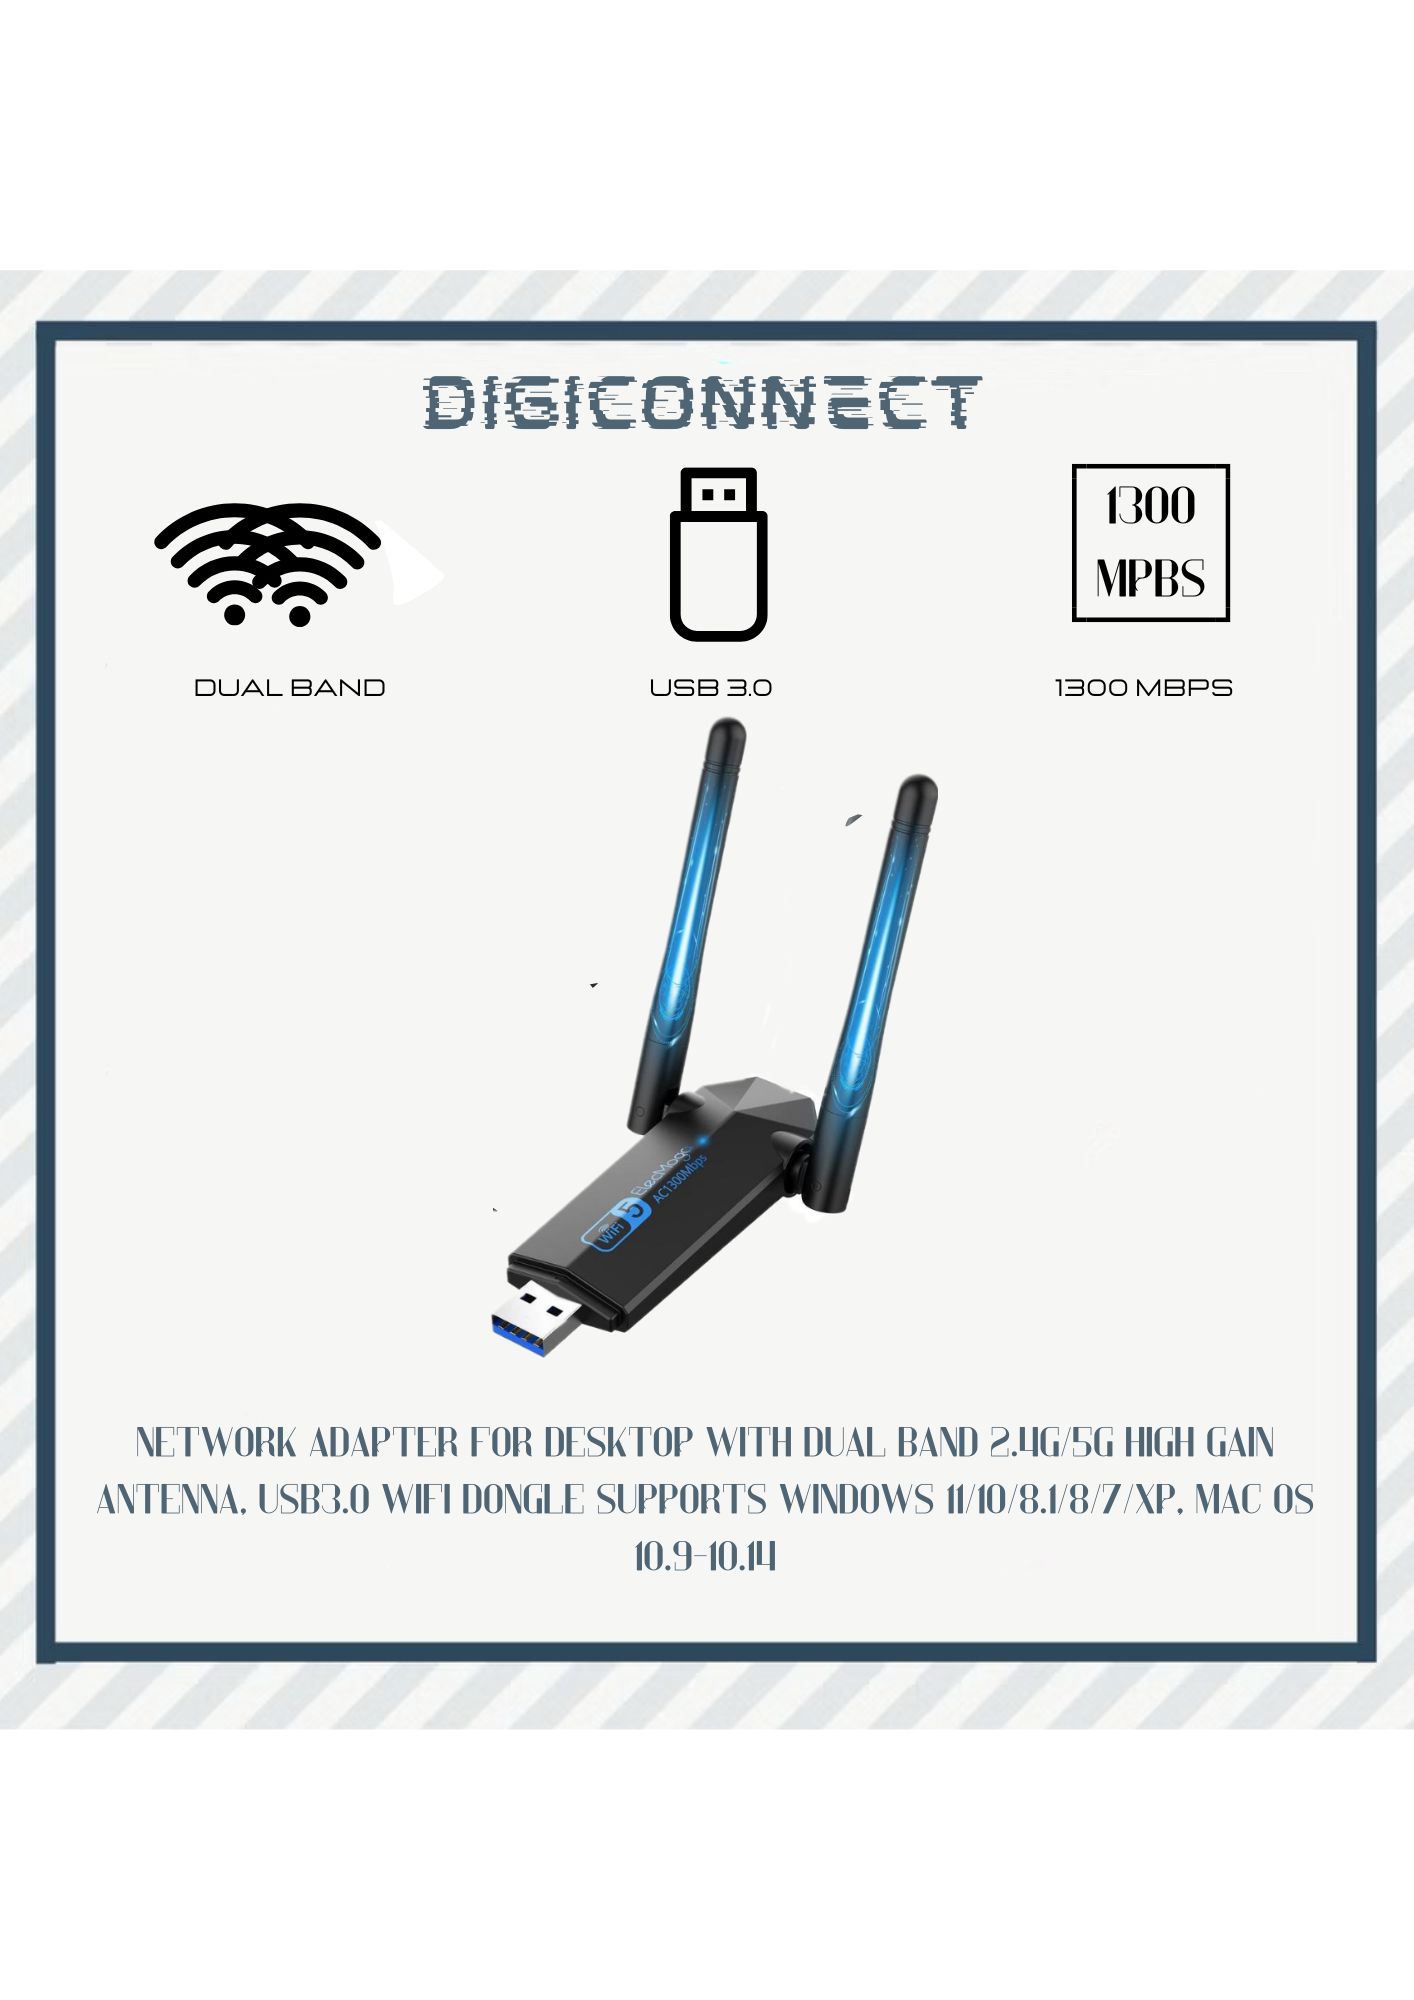 DIGICONNECT
1300
MPBS
DUAL BAND
USB 3.0
1300 MBPS
ElecMoga
AC1300Mbps
WiFi 5
NETWORK ADAPTER FOR DESKTOP WITH DUAL BAND 2.4G/5G HIGH GAIN
ANTENNA, USB3.0 WIFI DONGLE SUPPORTS WINDOWS 11/10/8.1/8/7/XP, MAC OS
10.9-10.14